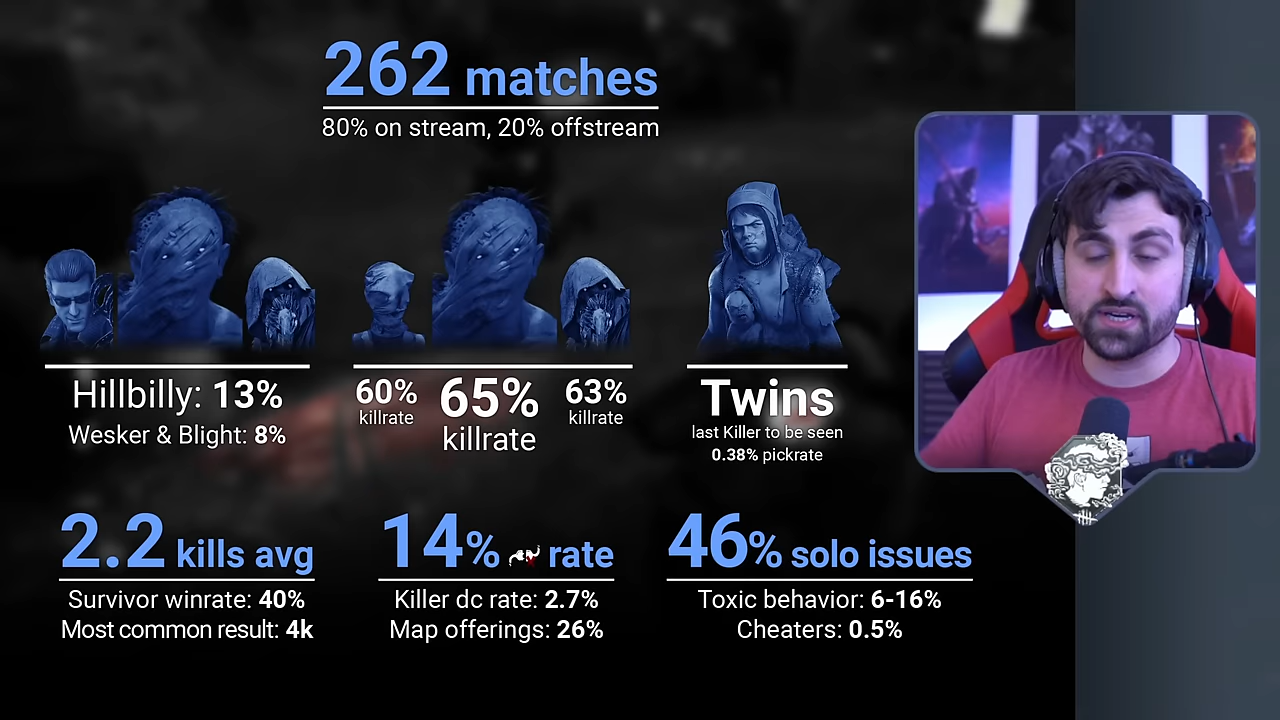 262 matches
80% on stream, 20% offstream
Hillbilly: 13%
Wesker & Blight: 8%
60% killrate
65% killrate
63% killrate
Twins
last Killer to be seen
0.38% pickrate
2.2 kills avg
Survivor winrate: 40%
Most common result: 4k
14% rate
Killer dc rate: 2.7%
Map offerings: 26%
46% solo issues
Toxic behavior: 6-16%
Cheaters: 0.5%